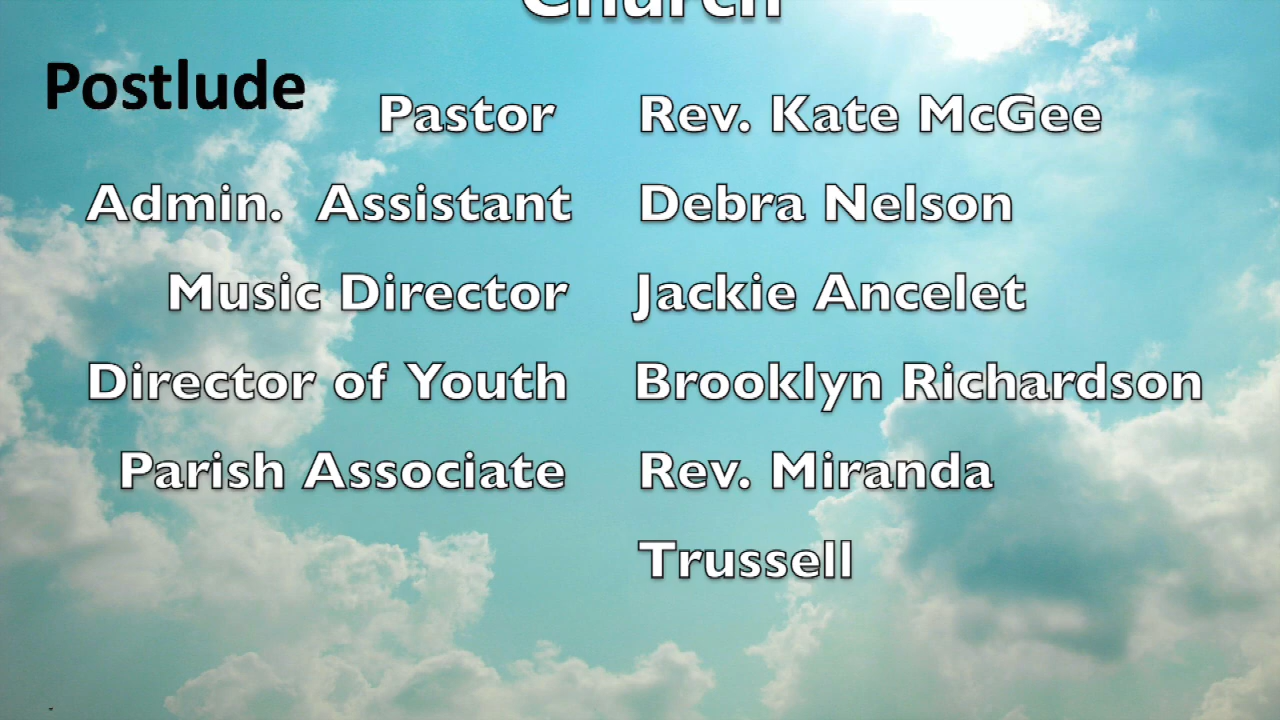 Church
Postlude
Pastor Rev. Kate McGee
Admin. Assistant Debra Nelson
Music Director Jackie Ancelet
Director of Youth Brooklyn Richardson
Parish Associate Rev. Miranda
Trussell